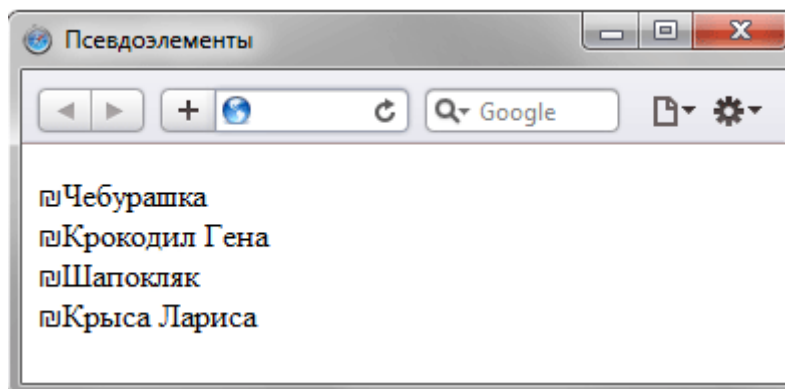 Псевдоэлементы
Google
₪Чебурашка
₪Крокодил Гена
₪Шапокляк
₪Крыса Лариса